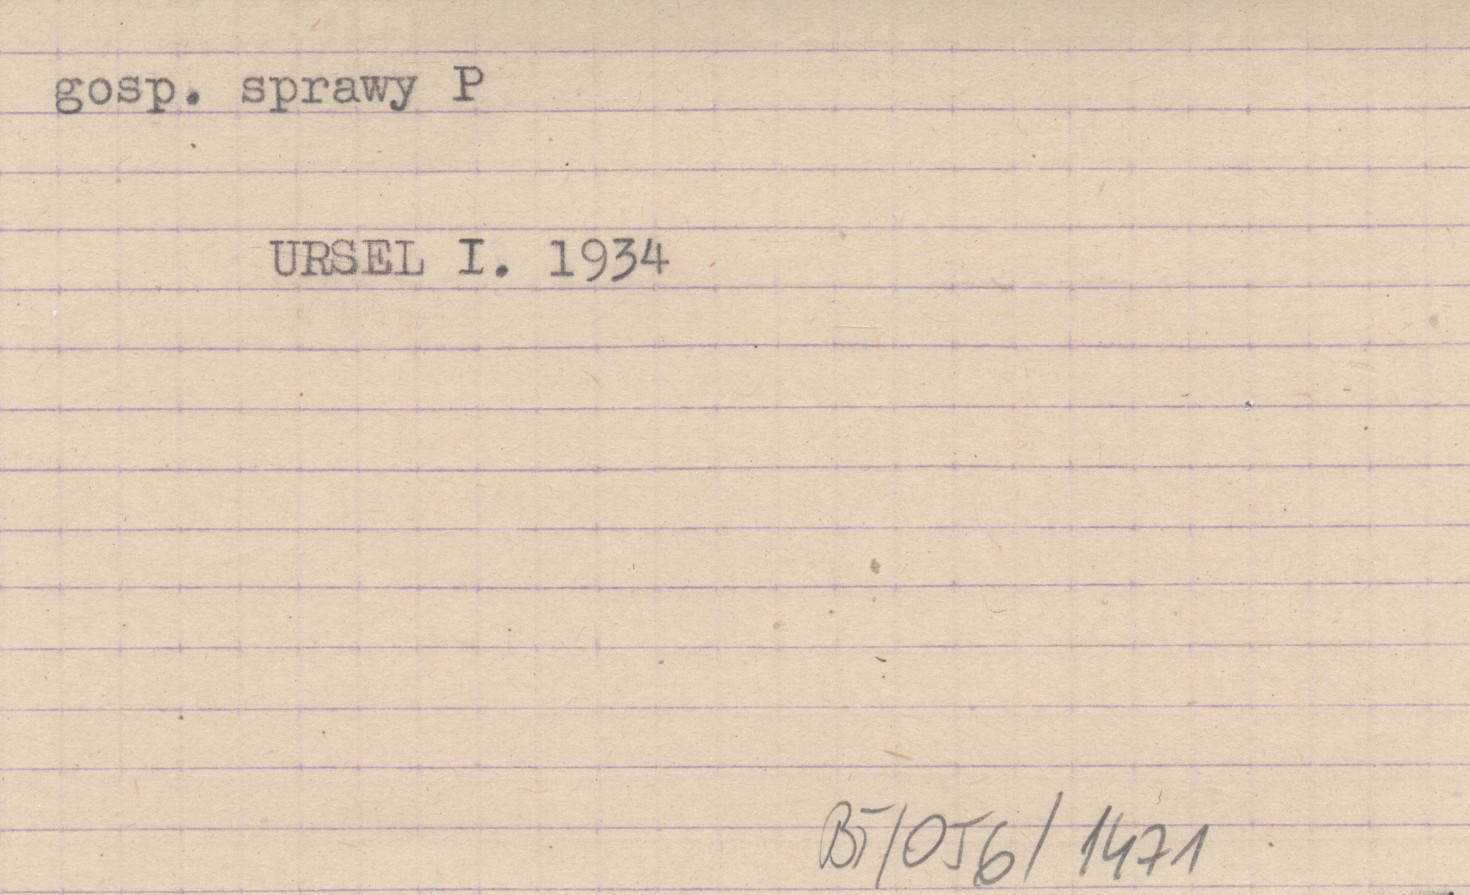 gosp. sprawy P
URSEL I. 1934
BI/056/1471